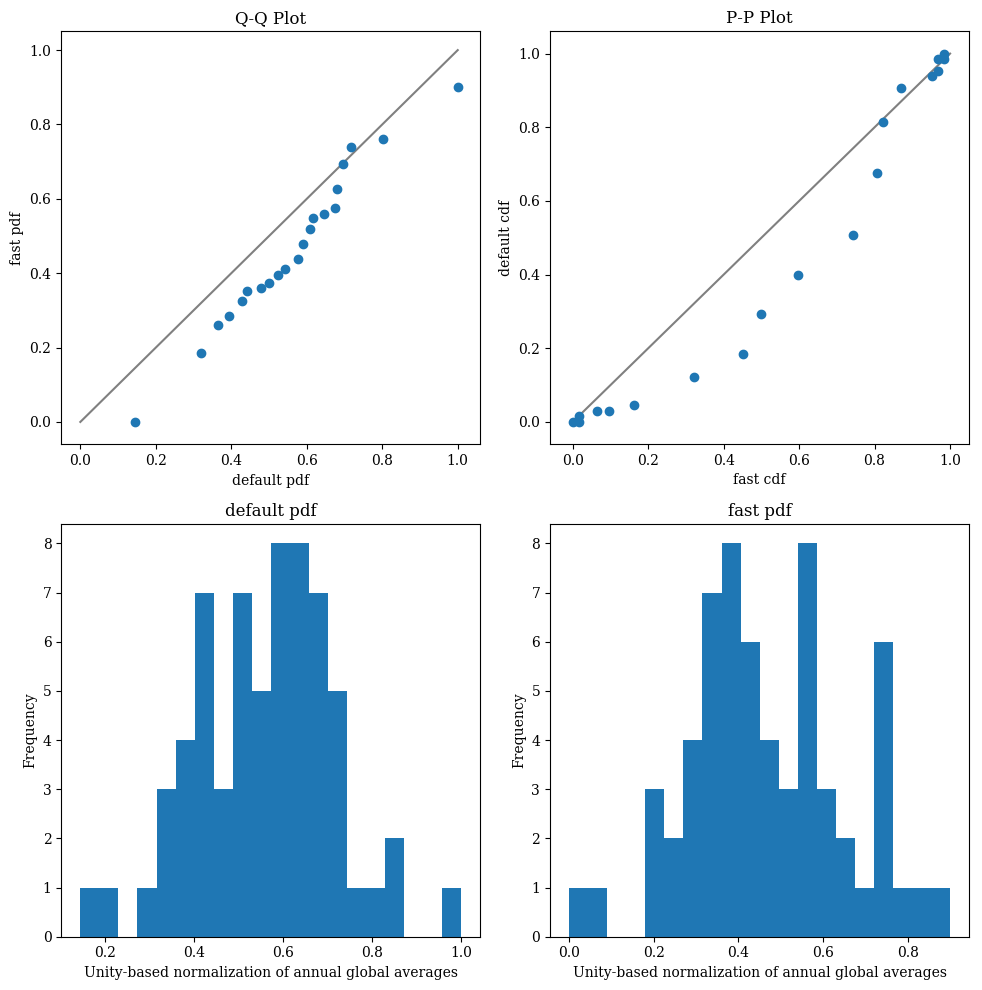 Q-Q Plot
1.0
0.8
0.6
0.4
0.2
0.0
fast pdf
0.0 0.2 0.4 0.6 0.8 1.0
default pdf
P-P Plot
1.0
0.8
0.6
0.4
0.2
0.0
default cdf
0.0 0.2 0.4 0.6 0.8 1.0
fast cdf
default pdf
8
7
6
5
4
3
2
1
0
Frequency
0.2 0.4 0.6 0.8 1.0
Unity-based normalization of annual global averages
fast pdf
8
7
6
5
4
3
2
1
0
Frequency
0.0 0.2 0.4 0.6 0.8
Unity-based normalization of annual global averages